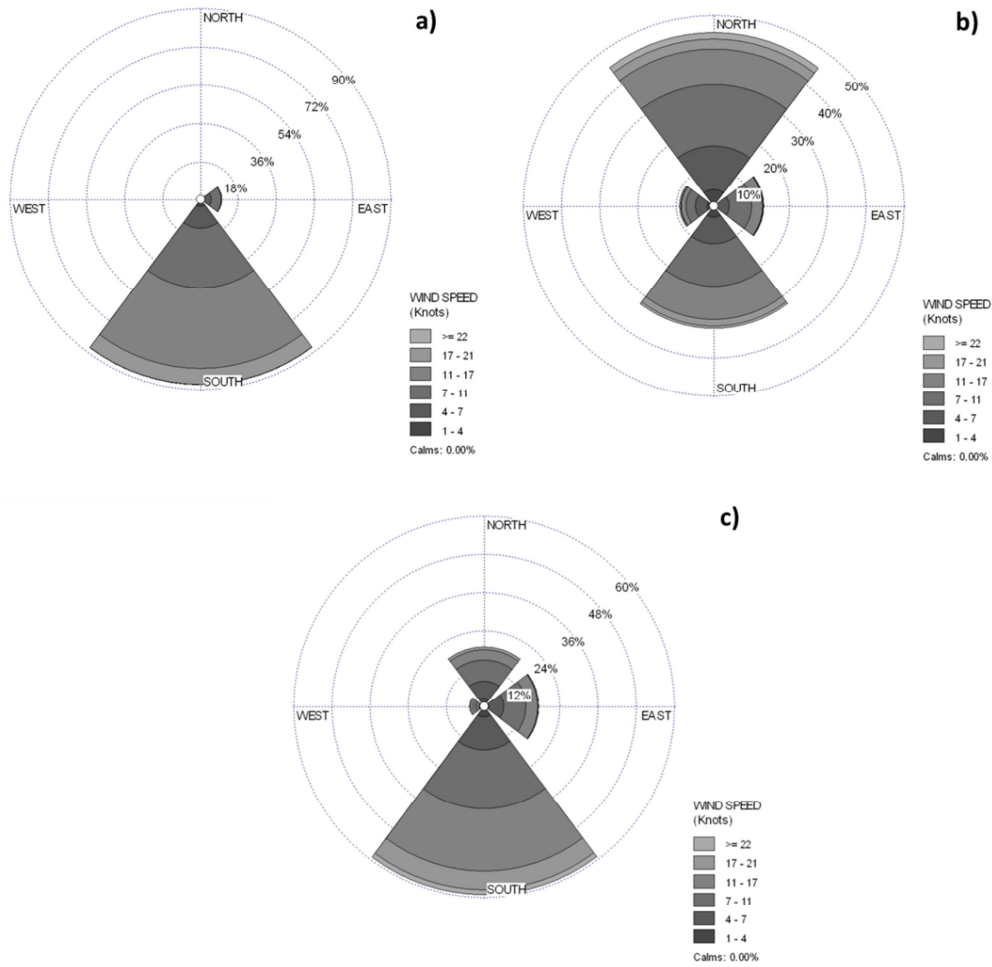 a)
NORTH
90%
72%
54%
36%
18%
WEST
EAST
SOUTH
WIND SPEED
(Knots)
>= 22
17 - 21
11 - 17
7 - 11
4 - 7
1 - 4
Calms: 0.00%
b)
NORTH
50%
40%
30%
20%
10%
WEST
EAST
SOUTH
WIND SPEED
(Knots)
>= 22
17 - 21
11 - 17
7 - 11
4 - 7
1 - 4
Calms: 0.00%
c)
NORTH
60%
48%
36%
24%
12%
WEST
EAST
SOUTH
WIND SPEED
(Knots)
>= 22
17 - 21
11 - 17
7 - 11
4 - 7
1 - 4
Calms: 0.00%